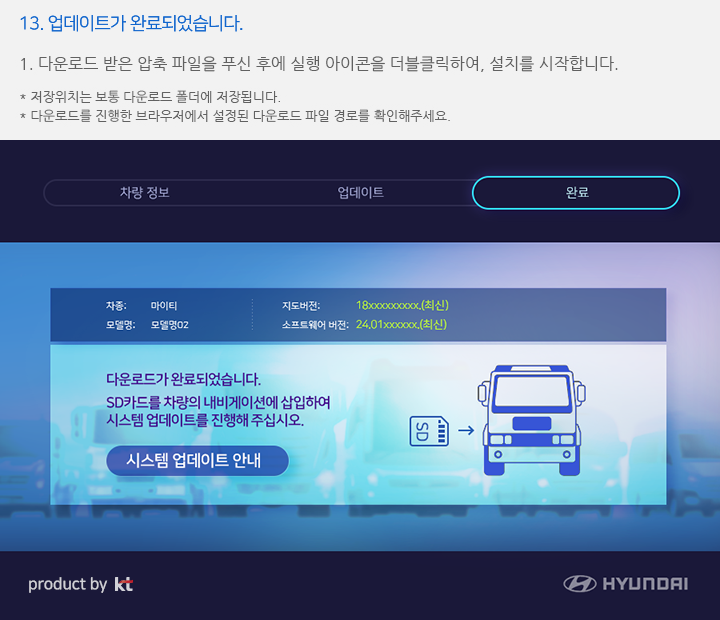 13. 업데이트가 완료되었습니다.
1. 다운로드 받은 압축 파일을 푸신 후에 실행 아이콘을 더블클릭하여, 설치를 시작합니다.
* 저장위치는 보통 다운로드 폴더에 저장됩니다.
* 다운로드를 진행한 브라우저에서 설정된 다운로드 파일 경로를 확인해주세요.
차량 정보 업데이트 완료
차종: 마이티 지도버전: 18xxxxxxxxx.(최신)
모델명: 모델명02 소프트웨어 버전: 24.01xxxxxx.(최신)
다운로드가 완료되었습니다.
SD카드를 차량의 내비게이션에 삽입하여
시스템 업데이트를 진행해 주십시오.
SD
시스템 업데이트 안내
product by kt HYUNDAI